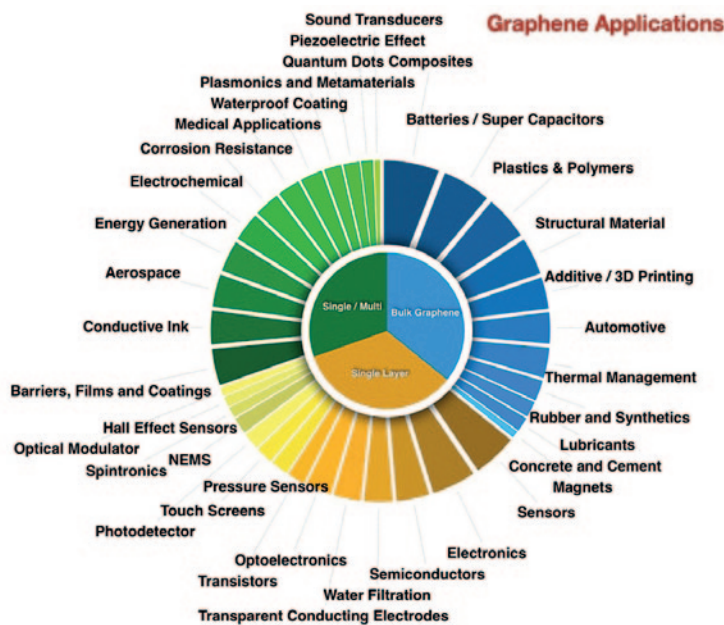 Graphene Applications
Sound Transducers
Piezoelectric Effect
Quantum Dots Composites
Plasmonics and Metamaterials
Waterproof Coating
Medical Applications
Corrosion Resistance
Electrochemical
Energy Generation
Aerospace
Conductive Ink
Barriers, Films and Coatings
Hall Effect Sensors
Optical Modulator
Spintronics
NEMS
Pressure Sensors
Touch Screens
Photodetector
Optoelectronics
Transistors
Water Filtration
Transparent Conducting Electrodes
Semiconductors
Electronics
Sensors
Magnets
Concrete and Cement
Lubricants
Rubber and Synthetics
Thermal Management
Automotive
Additive / 3D Printing
Structural Material
Plastics & Polymers
Batteries / Super Capacitors
Single / Multi
Bulk Graphene
Single Layer